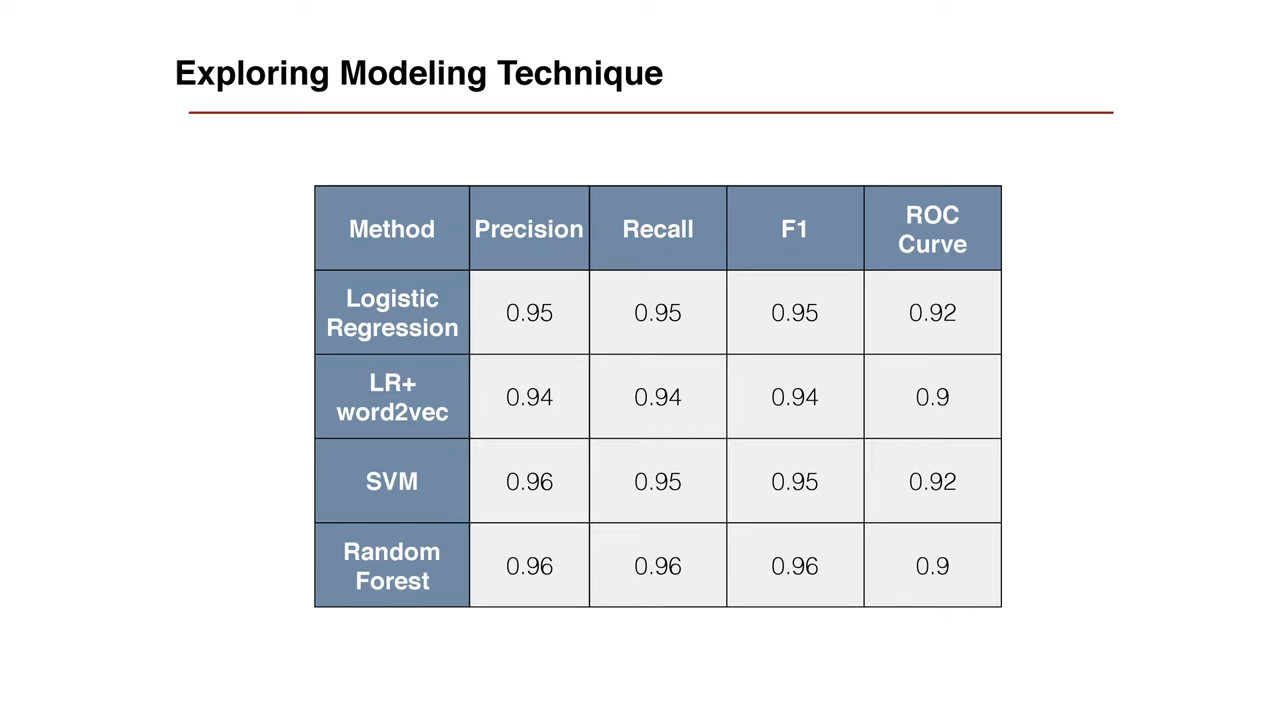 Exploring Modeling Technique
Method Precision Recall F1 ROC
Curve
Logistic
Regression 0.95 0.95 0.95 0.92
LR+
word2vec 0.94 0.94 0.94 0.9
SVM 0.96 0.95 0.95 0.92
Random
Forest 0.96 0.96 0.96 0.9